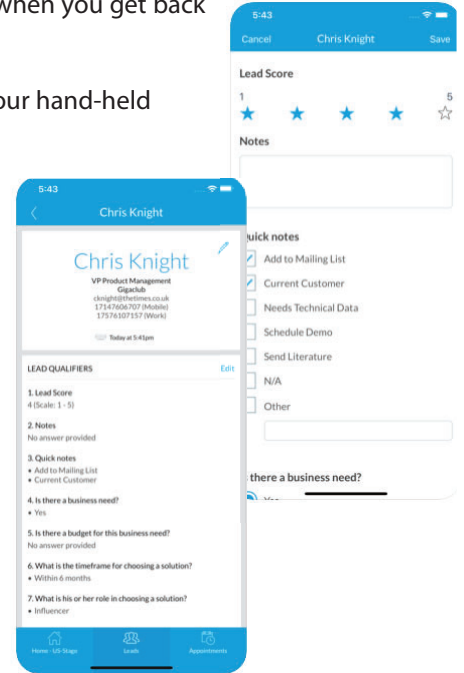 when you get back
our hand-held
5:43
Cancel Chris Knight Save
Lead Score
1 5
Notes
uick notes
Add to Mailing List
Current Customer
Needs Technical Data
Schedule Demo
Send Literature
N/A
Other
there a business need?
Yes
5:43
Chris Knight
Chris Knight
VP Product Management
Gigaclub
cknight@thetimes.co.uk
17147606707 (Mobile)
17576107157 (Work)
Today at 5:41pm
LEAD QUALIFIERS Edit
1. Lead Score
4 (Scale: 1 - 5)
2. Notes
No answer provided
3. Quick notes
• Add to Mailing List
• Current Customer
4. Is there a business need?
• Yes
5. Is there a budget for this business need?
No answer provided
6. What is the timeframe for choosing a solution?
• Within 6 months
7. What is his or her role in choosing a solution?
• Influencer
Home - US Stage Leads Appointments